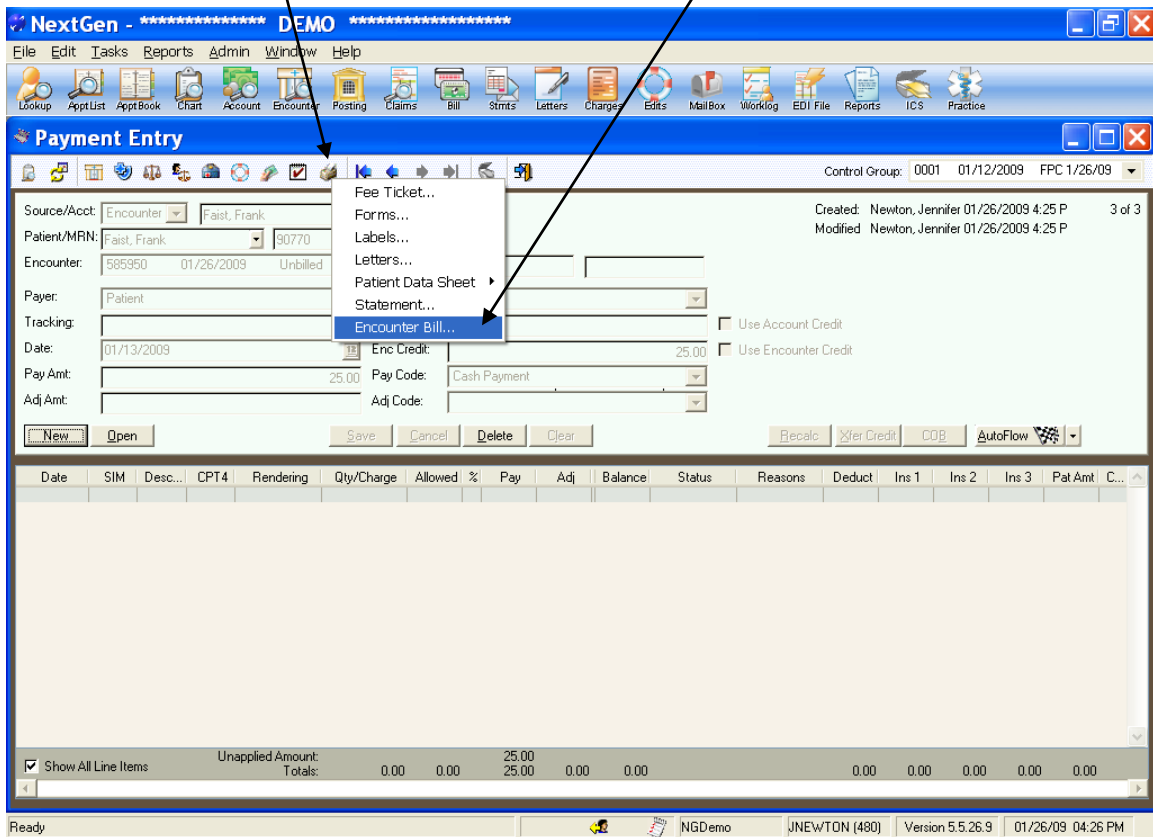 NextGen - ************** DEMO ******************
File Edit Tasks Reports Admin Window Help
Lookup ApptList ApptBook Chart Account Encounter Posting Claims Bill Stmts Letters Charges Edits MailBox Worklog EDI File Reports ICS Practice
Payment Entry
Control Group: 0001 01/12/2009 FPC 1/26/09
Fee Ticket...
Forms...
Labels...
Letters...
Patient Data Sheet
Statement...
Encounter Bill...
Source/Acct: Encounter Faist, Frank
Created: Newton, Jennifer 01/26/2009 4:25 P 3 of 3
Patient/MRN: Faist, Frank 90770
Modified Newton, Jennifer 01/26/2009 4:25 P
Encounter: 585950 01/26/2009 Unbilled
Payer: Patient
Tracking: Use Account Credit
Date: 01/13/2009 12 Enc Credit: 25.00 Use Encounter Credit
Pay Amt: 25.00 Pay Code: Cash Payment
Adj Amt: Adj Code:
New Open Save Cancel Delete Clear Recalc Xfer Credit COB AutoFlow
Date SIM Desc... CPT4 Rendering Qty/Charge Allowed % Pay Adj Balance Status Reasons Deduct Ins 1 Ins 2 Ins 3 Pat Amt C...
Unapplied Amount: 25.00
Show All Line Items Totals: 0.00 0.00 25.00 0.00 0.00 0.00 0.00 0.00 0.00 0.00
Ready NGDemo JNEWTON (480) Version 5.5.26.9 01/26/09 04:26 PM